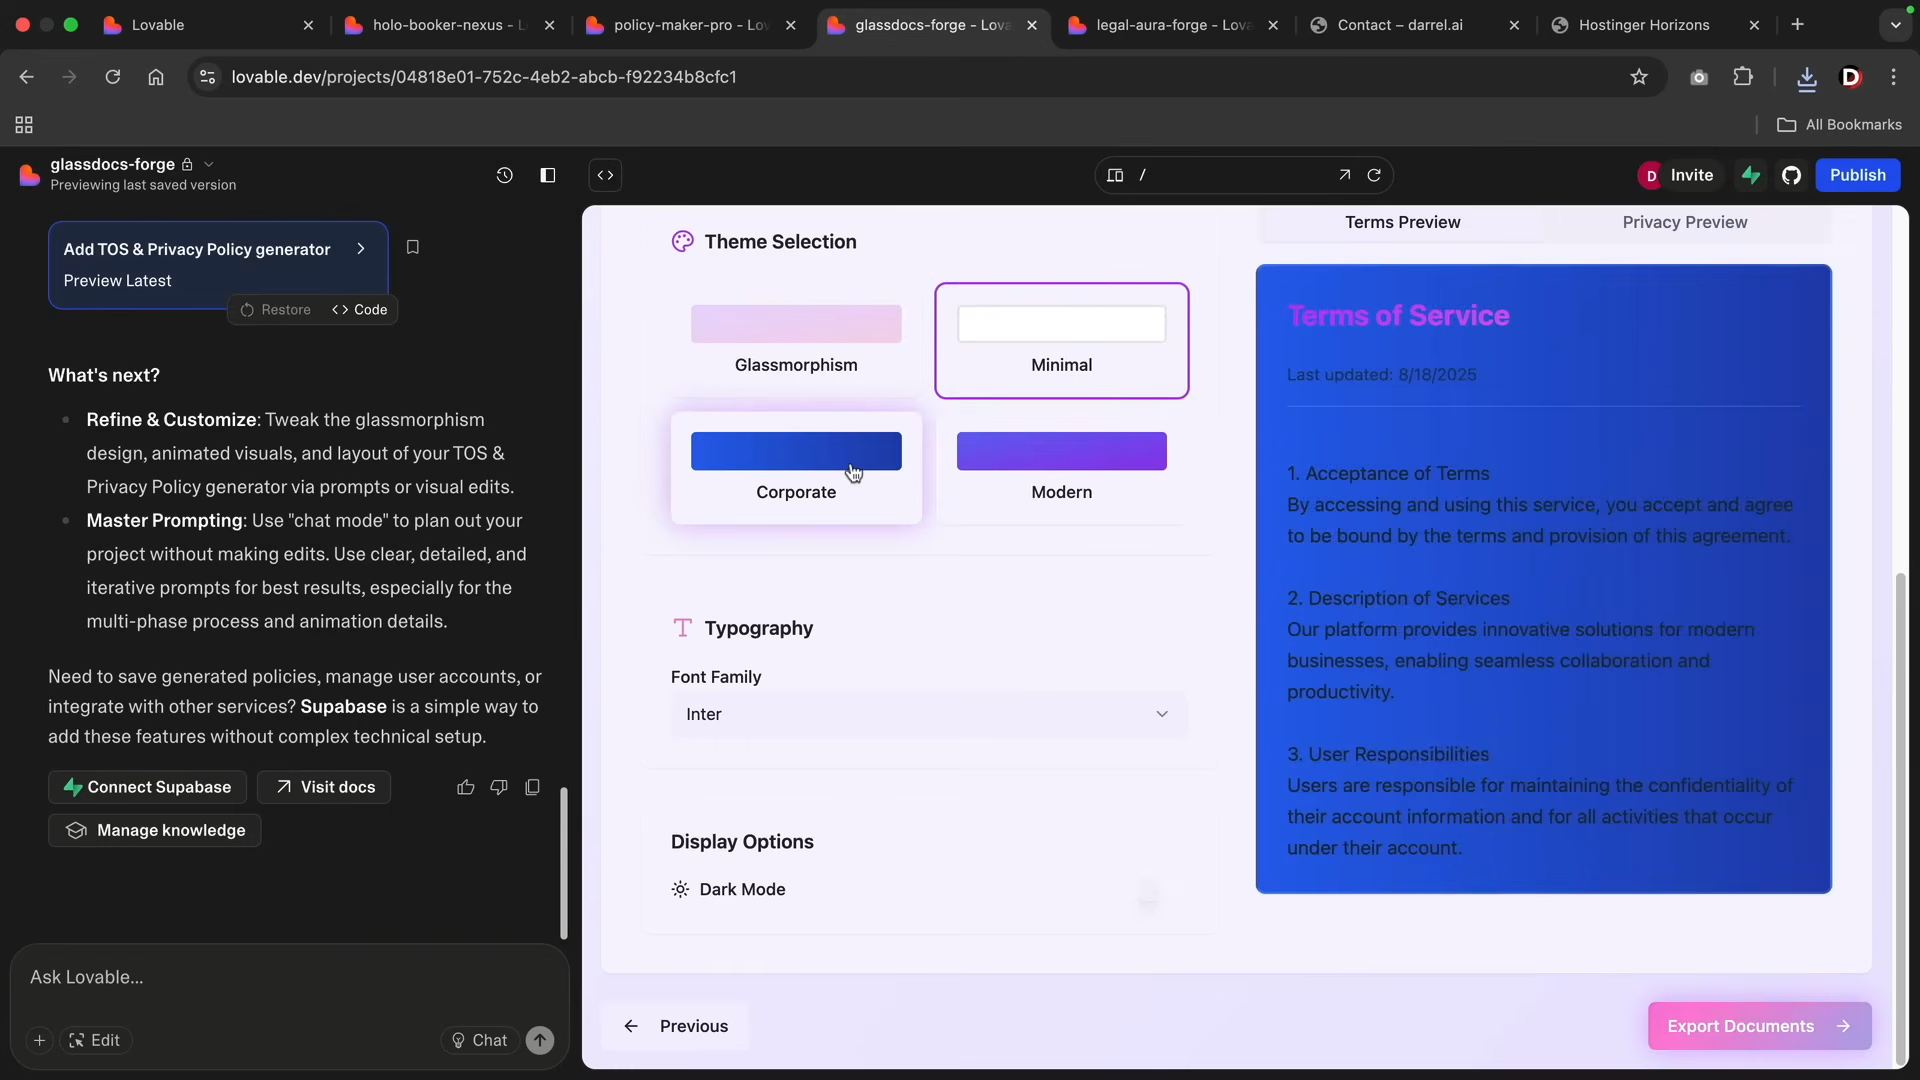 Lovable
holo-booker-nexus - L
policy-maker-pro - Lov
glassdocs-forge - Lova
legal-aura-forge - Lova
Contact – darrel.ai
Hostinger Horizons
lovable.dev/projects/04818e01-752c-4eb2-abcb-f92234b8cfc1
D
All Bookmarks
glassdocs-forge
Previewing last saved version
/
D
Invite
Publish
Add TOS & Privacy Policy generator
Preview Latest
Restore
Code
What's next?
Refine & Customize: Tweak the glassmorphism
design, animated visuals, and layout of your TOS &
Privacy Policy generator via prompts or visual edits.
Master Prompting: Use "chat mode" to plan out your
project without making edits. Use clear, detailed, and
iterative prompts for best results, especially for the
multi-phase process and animation details.
Need to save generated policies, manage user accounts, or
integrate with other services? Supabase is a simple way to
add these features without complex technical setup.
Connect Supabase
Visit docs
Manage knowledge
Ask Lovable...
Edit
Chat
Theme Selection
Glassmorphism
Minimal
Corporate
Modern
Typography
Font Family
Inter
Display Options
Dark Mode
Previous
Terms Preview
Privacy Preview
Terms of Service
Last updated: 8/18/2025
1. Acceptance of Terms
By accessing and using this service, you accept and agree
to be bound by the terms and provision of this agreement.
2. Description of Services
Our platform provides innovative solutions for modern
businesses, enabling seamless collaboration and
productivity.
3. User Responsibilities
Users are responsible for maintaining the confidentiality of
their account information and for all activities that occur
under their account.
Export Documents